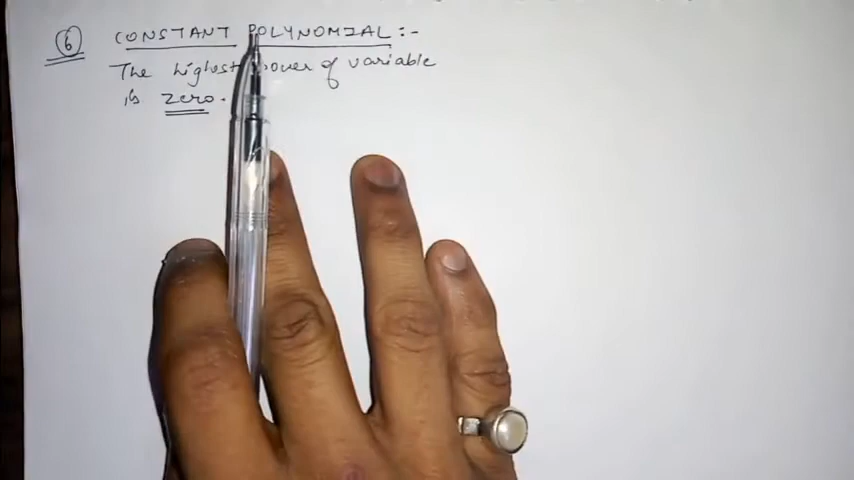 6 CONSTANT POLYNOMIAL :-
The highest power of variable
is zero.